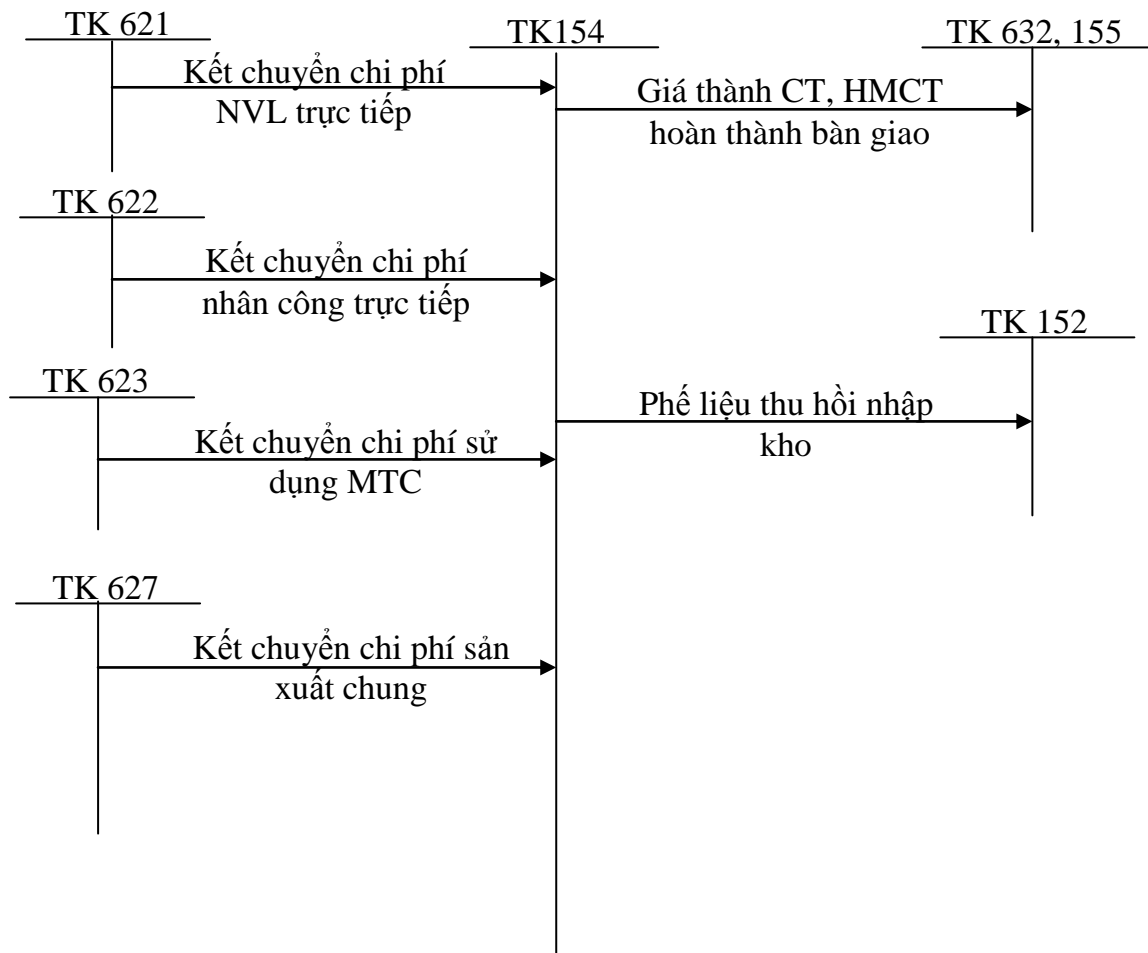 TK 621
TK154
TK 632, 155
Kết chuyển chi phí
NVL trực tiếp
Giá thành CT, HMCT
hoàn thành bàn giao
TK 622
Kết chuyển chi phí
nhân công trực tiếp
TK 152
TK 623
Phế liệu thu hồi nhập
kho
Kết chuyển chi phí sử
dụng MTC
TK 627
Kết chuyển chi phí sản
xuất chung